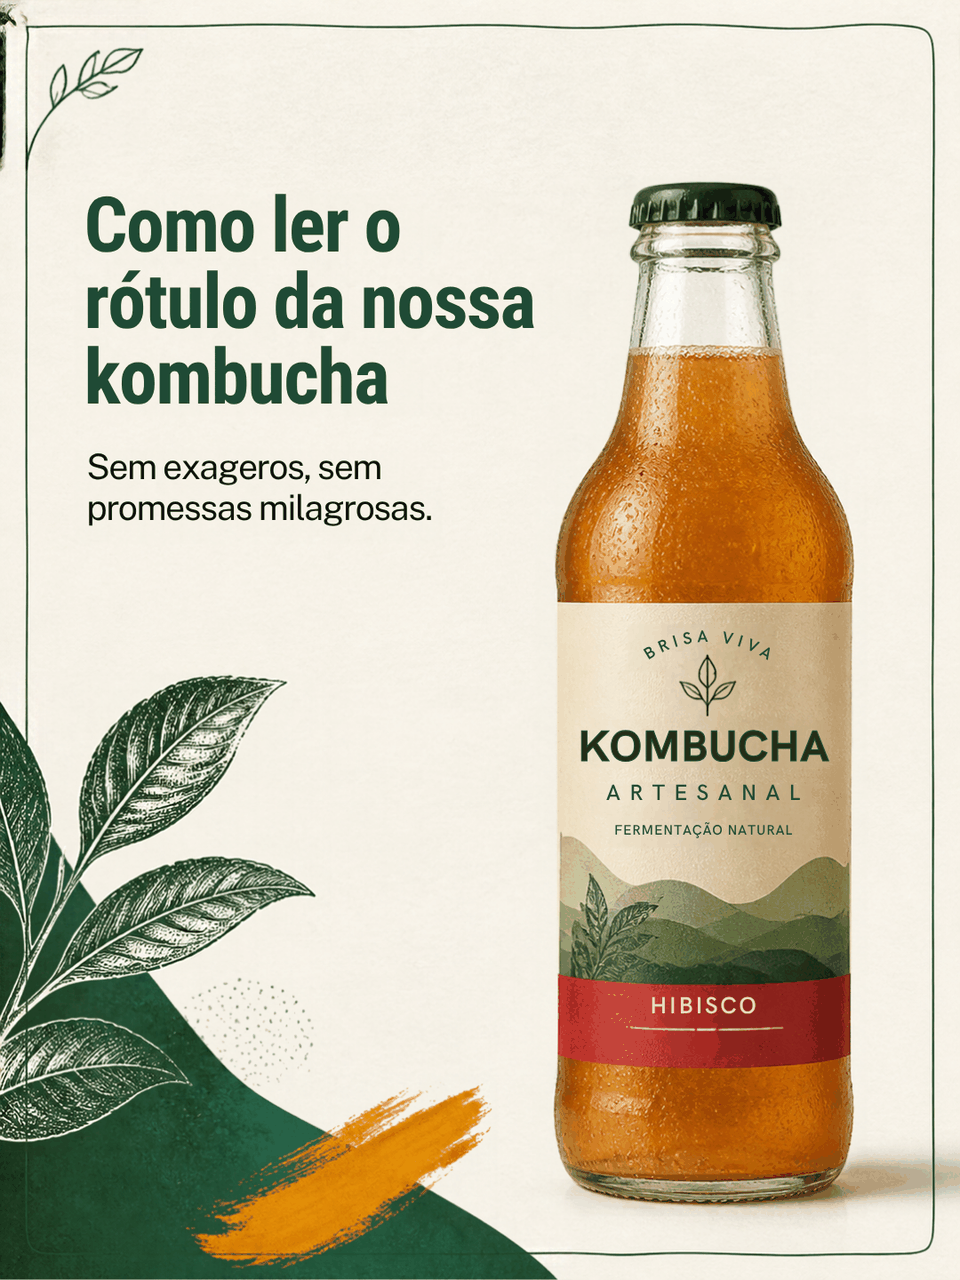 Como ler o
rótulo da nossa
kombucha
Sem exageros, sem
promessas milagrosas.
BRISA VIVA
KOMBUCHA
ARTESANAL
FERMENTAÇÃO NATURAL
HIBISCO